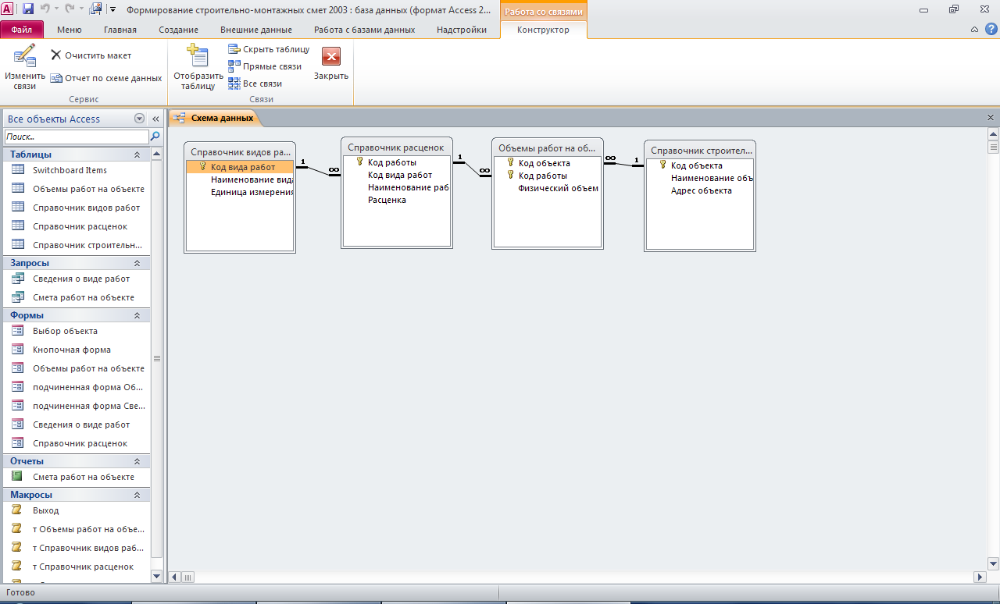 Формирование строительно-монтажных смет 2003 : база данных (формат Access 2...
Работа со связями
Файл
Меню
Главная
Создание
Внешние данные
Работа с базами данных
Надстройки
Конструктор
Изменить связи
Очистить макет
Отчет по схеме данных
Сервис
Отобразить таблицу
Скрыть таблицу
Прямые связи
Все связи
Закрыть
Связи
Все объекты Access
Поиск...
Таблицы
Switchboard Items
Объемы работ на объекте
Справочник видов работ
Справочник расценок
Справочник строительн...
Запросы
Сведения о виде работ
Смета работ на объекте
Формы
Выбор объекта
Кнопочная форма
Объемы работ на объекте
подчиненная форма Об...
подчиненная форма Све...
Сведения о виде работ
Справочник расценок
Отчеты
Смета работ на объекте
Макросы
Выход
т Объемы работ на объе...
т Справочник видов раб...
т Справочник расценок
Схема данных
Справочник видов ра...
Код вида работ
Наименование вида
Единица измерения
1
∞
Справочник расценок
Код работы
Код вида работ
Наименование раб
Расценка
1
∞
Объемы работ на об...
Код объекта
Код работы
Физический объем
∞
1
Справочник строител...
Код объекта
Наименование объ
Адрес объекта
Готово